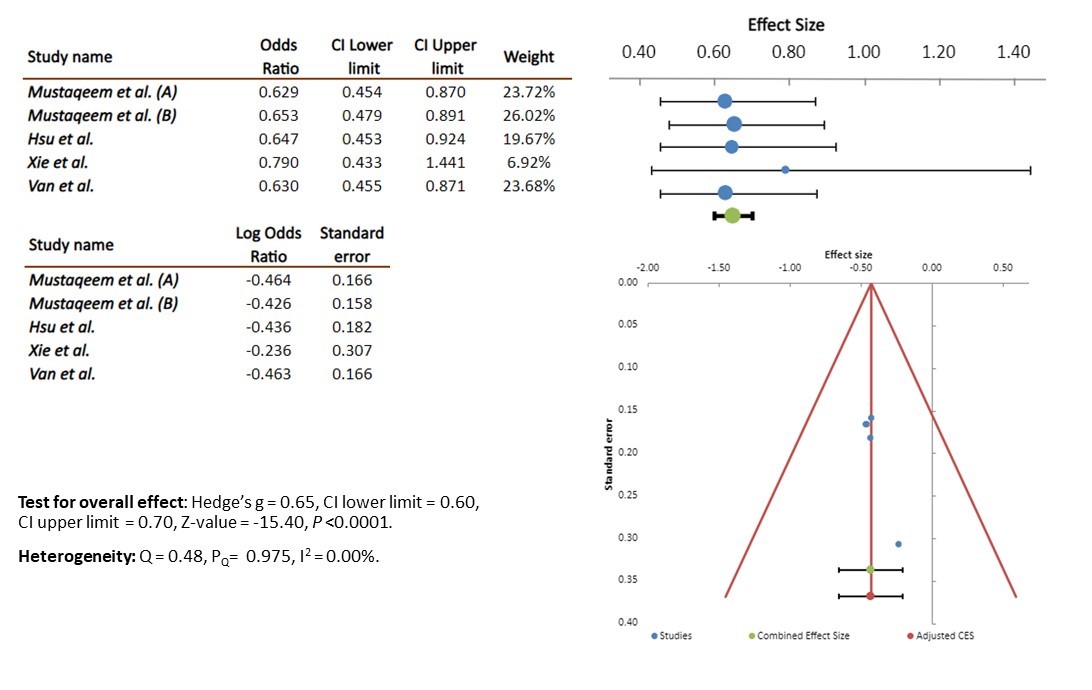 Study name Odds Ratio CI Lower limit CI Upper limit Weight
Mustaqeem et al. (A) 0.629 0.454 0.870 23.72%
Mustaqeem et al. (B) 0.653 0.479 0.891 26.02%
Hsu et al. 0.647 0.453 0.924 19.67%
Xie et al. 0.790 0.433 1.441 6.92%
Van et al. 0.630 0.455 0.871 23.68%
Effect Size
0.40 0.60 0.80 1.00 1.20 1.40
Study name Log Odds Ratio Standard error
Mustaqeem et al. (A) -0.464 0.166
Mustaqeem et al. (B) -0.426 0.158
Hsu et al. -0.436 0.182
Xie et al. -0.236 0.307
Van et al. -0.463 0.166
Test for overall effect: Hedge's g = 0.65, CI lower limit = 0.60,
CI upper limit = 0.70, Z-value = -15.40, P <0.0001.
Heterogeneity: Q = 0.48, PQ= 0.975, I² = 0.00%.
Effect size
-2.00 -1.50 -1.00 -0.50 0.00 0.50
Standard error
0.00
0.05
0.10
0.15
0.20
0.25
0.30
0.35
0.40
Studies Combined Effect Size Adjusted CES